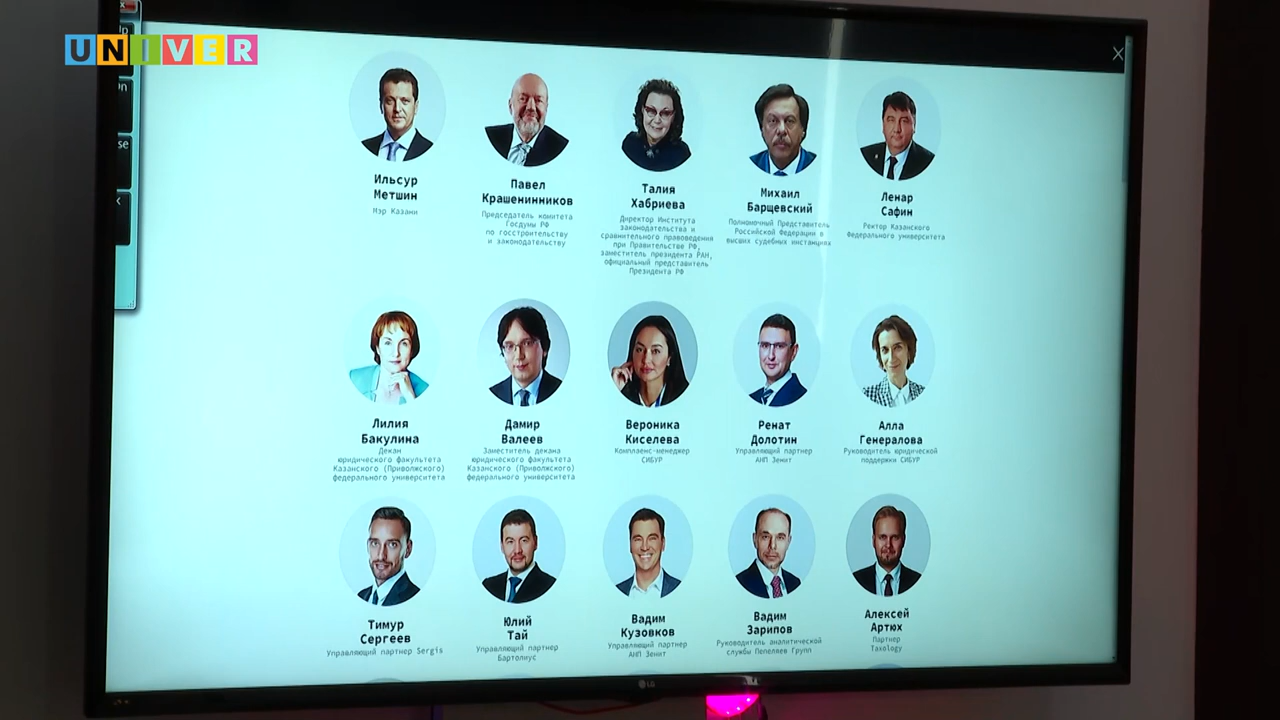 UNIVER
Ильсур
Метшин
Мэр Казани
Павел
Крашенинников
Председатель комитета
Госдумы РФ
по госстроительству
и законодательству
Талия
Хабриева
Директор Института
законодательства и
сравнительного правоведения
при Правительстве РФ,
заместитель президента РАН,
официальный представитель
Президента РФ
Михаил
Барщевский
Полномочный Представитель
Российской Федерации в
высших судебных инстанциях
Ленар
Сафин
Ректор Казанского
Федерального университета
Лилия
Бакулина
Декан
юридического факультета
Казанского (Приволжского)
федерального университета
Дамир
Валеев
Заместитель декана
юридического факультета
Казанского (Приволжского)
федерального университета
Вероника
Киселева
Комплаенс-менеджер
СИБУР
Ренат
Долотин
Управляющий партнер
АНП Зенит
Алла
Генералова
Руководитель юридической
поддержки СИБУР
Тимур
Сергеев
Управляющий партнер Sergis
Юлий
Тай
Управляющий партнер
Бартолиус
Вадим
Кузовков
Управляющий партнер
АНП Зенит
Вадим
Зарипов
Руководитель аналитической
службы Пепеляев Групп
Алексей
Артюх
Партнер
Taxology
LG